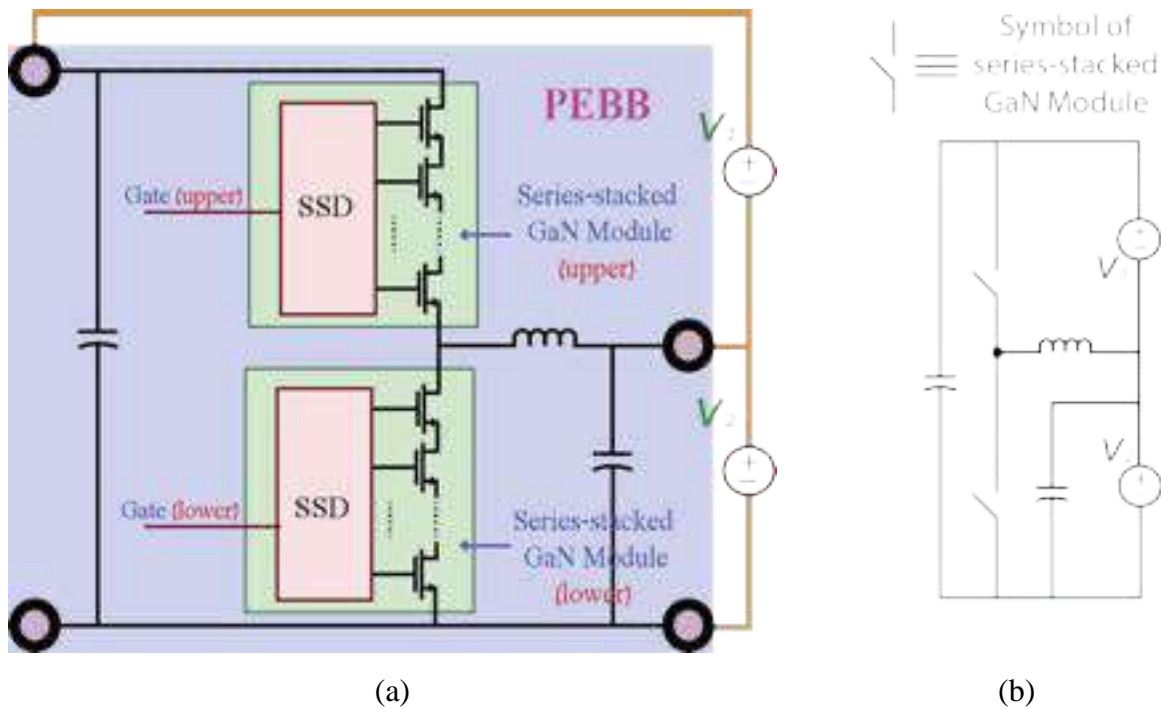 PEBB
V
Gate (upper)
SSD
Series-stacked
GaN Module
(upper)
V
Gate (lower)
SSD
Series-stacked
GaN Module
(lower)
(a)
Symbol of
series-stacked
GaN Module
V
V
(b)